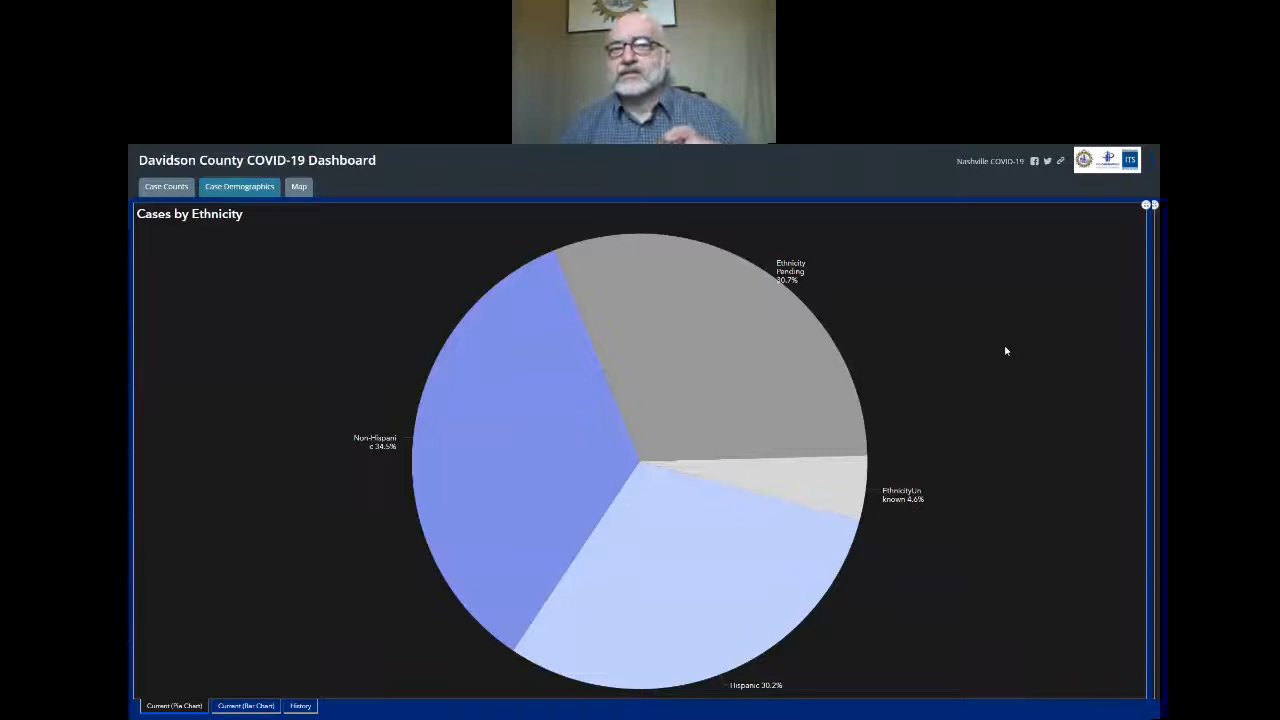 Davidson County COVID-19 Dashboard
Nashville COVID-19
ITS
Case Counts
Case Demographics
Map
Cases by Ethnicity
Ethnicity
Pending
30.7%
Non-Hispani
c 34.5%
EthnicityUn
known 4.6%
Hispanic 30.2%
Current (Pie Chart)
Current (Bar Chart)
History